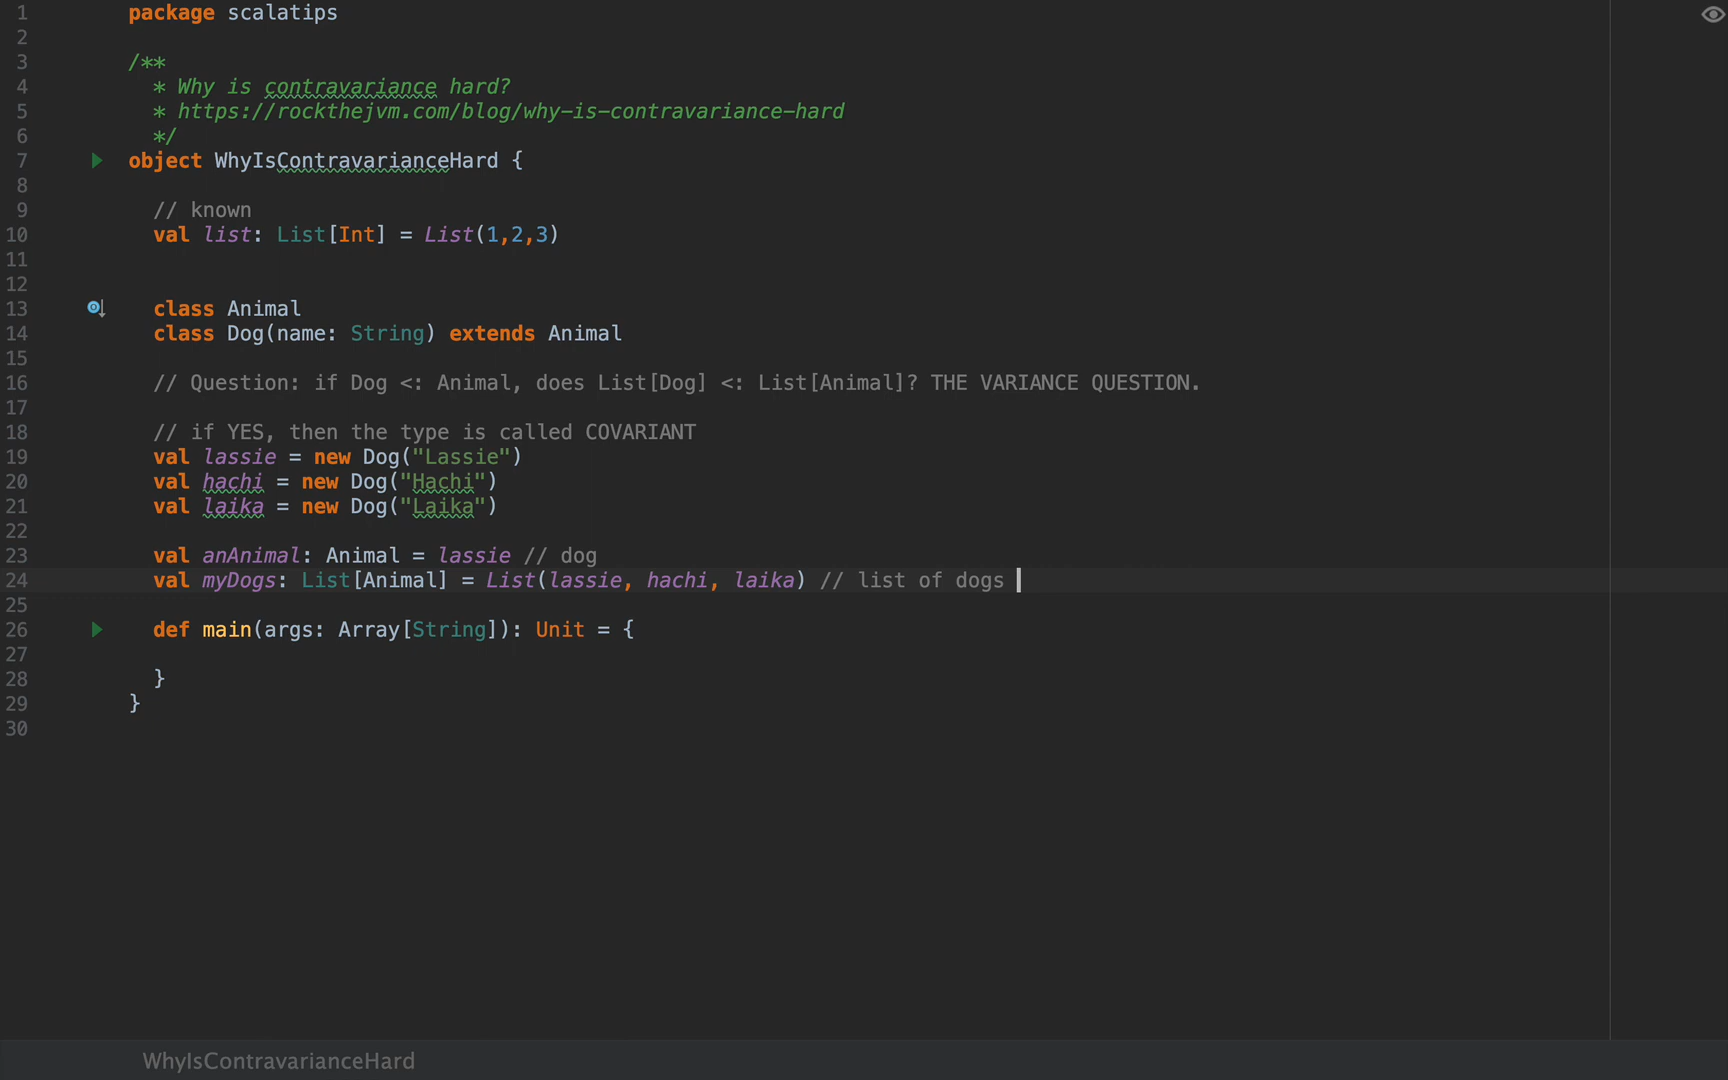 1 package scalatips
2
3 /**
4 * Why is contravariance hard?
5 * https://rockthejvm.com/blog/why-is-contravariance-hard
6 */
7 object WhyIsContravarianceHard {
8
9 // known
10 val list: List[Int] = List(1,2,3)
11
12
13 class Animal
14 class Dog(name: String) extends Animal
15
16 // Question: if Dog <: Animal, does List[Dog] <: List[Animal]? THE VARIANCE QUESTION.
17
18 // if YES, then the type is called COVARIANT
19 val lassie = new Dog("Lassie")
20 val hachi = new Dog("Hachi")
21 val laika = new Dog("Laika")
22
23 val anAnimal: Animal = lassie // dog
24 val myDogs: List[Animal] = List(lassie, hachi, laika) // list of dogs
25
26 def main(args: Array[String]): Unit = {
27
28 }
29 }
30
WhyIsContravarianceHard